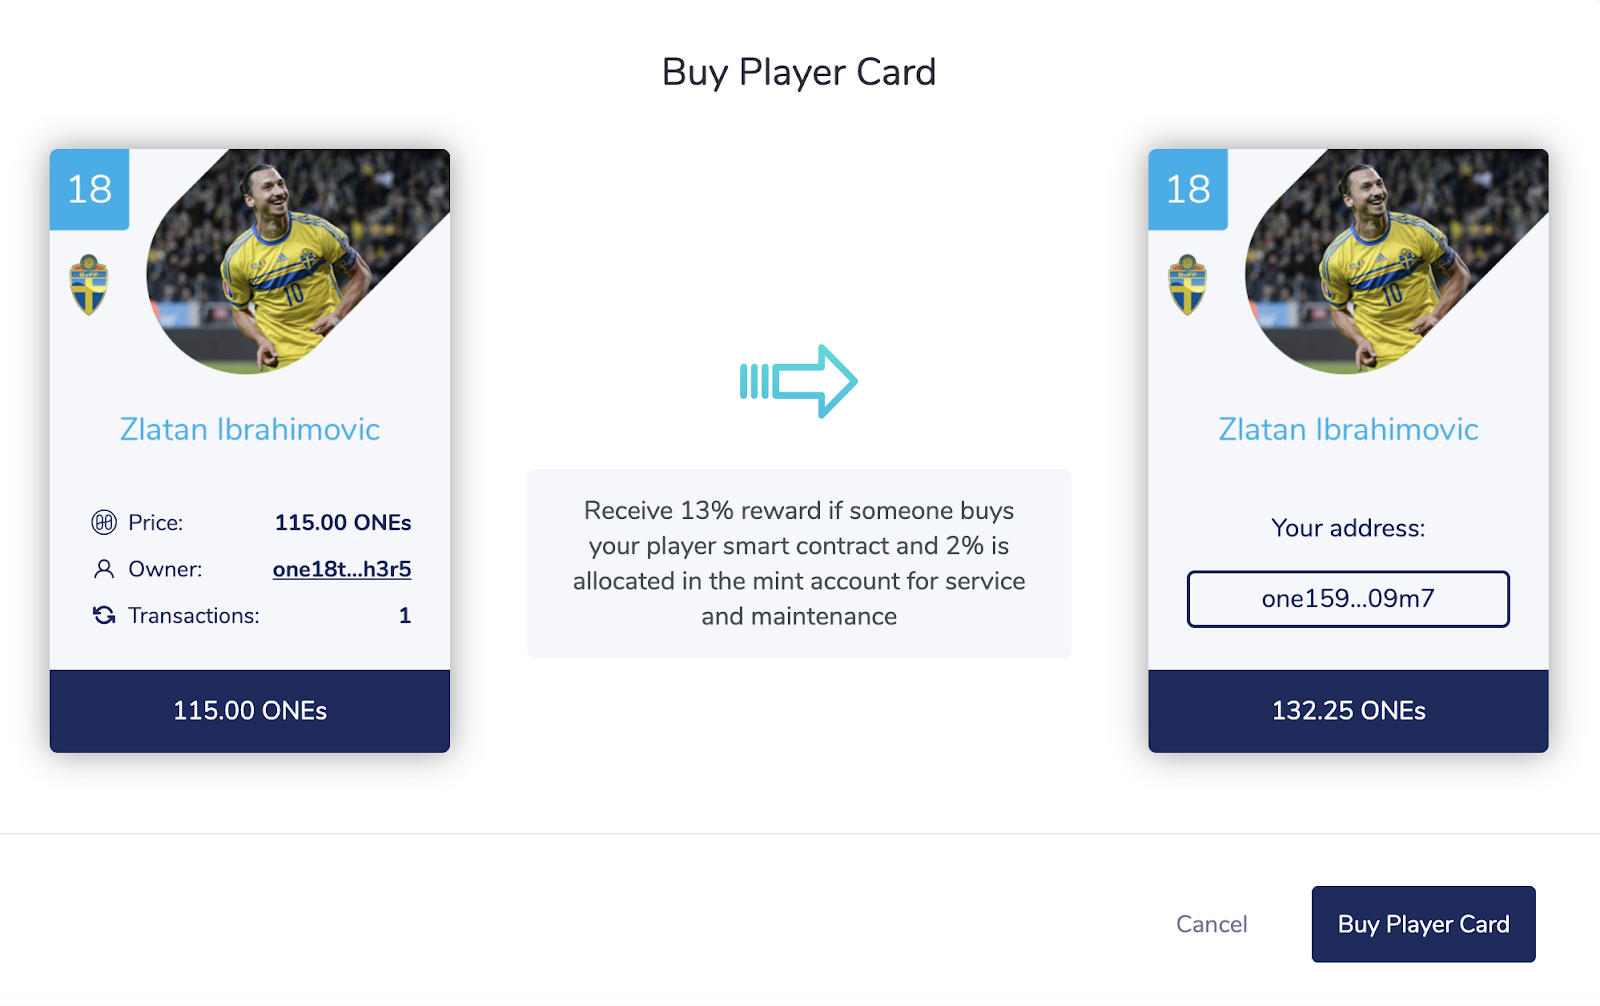 Buy Player Card
18
Zlatan Ibrahimovic
10
Price: 115.00 ONEs
Owner: one18t...h3r5
Transactions: 1
115.00 ONEs
Receive 13% reward if someone buys
your player smart contract and 2% is
allocated in the mint account for service
and maintenance
18
Zlatan Ibrahimovic
10
Your address:
one159...09m7
132.25 ONEs
Cancel
Buy Player Card